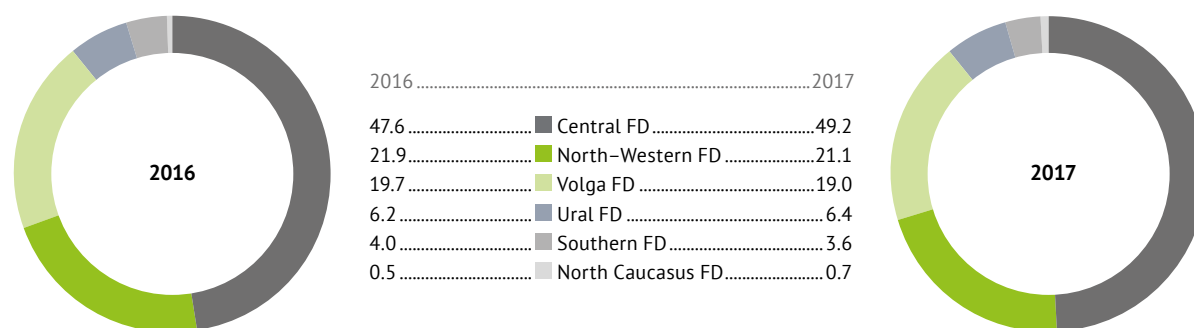 2016 2017
47.6 Central FD 49.2
2016 21.9 North–Western FD 21.1 2017
19.7 Volga FD 19.0
6.2 Ural FD 6.4
4.0 Southern FD 3.6
0.5 North Caucasus FD 0.7